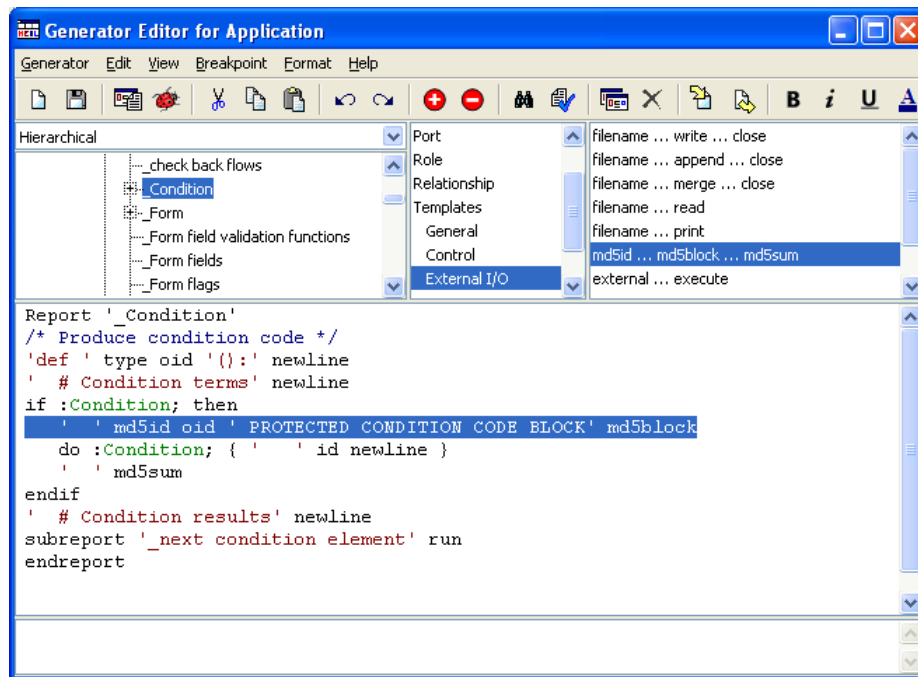 Generator Editor for Application
Generator Edit View Breakpoint Format Help
B i U A
Hierarchical
_check back flows
_Condition
_Form
_Form field validation functions
_Form fields
_Form flags
Port
Role
Relationship
Templates
General
Control
External I/O
filename ... write ... close
filename ... append ... close
filename ... merge ... close
filename ... read
filename ... print
md5id ... md5block ... md5sum
external ... execute
Report '_Condition'
/* Produce condition code */
'def ' type oid '():' newline
'  # Condition terms' newline
if :Condition; then
   '  ' md5id oid ' PROTECTED CONDITION CODE BLOCK' md5block
   do :Condition; { '    ' id newline }
   '  ' md5sum
endif
'  # Condition results' newline
subreport '_next condition element' run
endreport